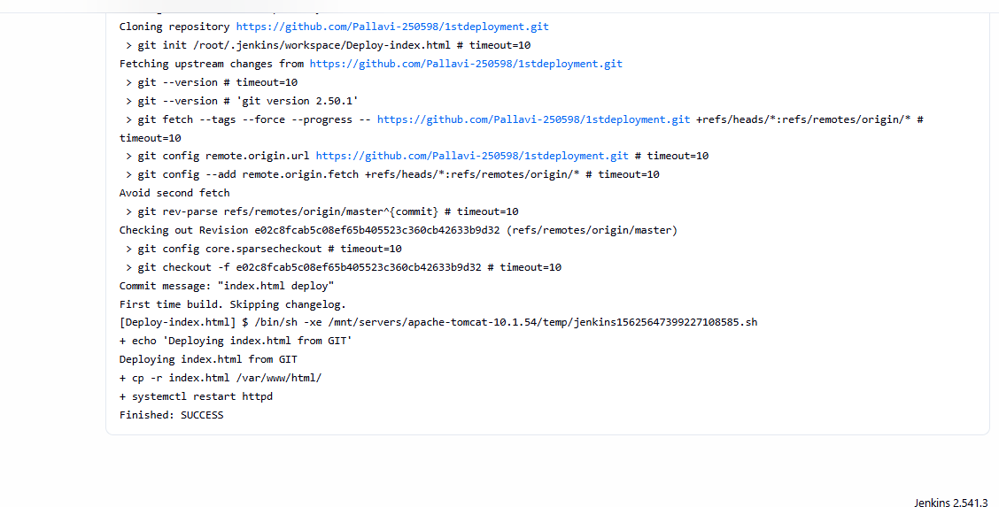 Cloning repository https://github.com/Pallavi-250598/1stdeployment.git
> git init /root/.jenkins/workspace/Deploy-index.html # timeout=10
Fetching upstream changes from https://github.com/Pallavi-250598/1stdeployment.git
> git --version # timeout=10
> git --version # 'git version 2.50.1'
> git fetch --tags --force --progress -- https://github.com/Pallavi-250598/1stdeployment.git +refs/heads/*:refs/remotes/origin/* #
timeout=10
> git config remote.origin.url https://github.com/Pallavi-250598/1stdeployment.git # timeout=10
> git config --add remote.origin.fetch +refs/heads/*:refs/remotes/origin/* # timeout=10
Avoid second fetch
> git rev-parse refs/remotes/origin/master^{commit} # timeout=10
Checking out Revision e02c8fcab5c08ef65b405523c360cb42633b9d32 (refs/remotes/origin/master)
> git config core.sparsecheckout # timeout=10
> git checkout -f e02c8fcab5c08ef65b405523c360cb42633b9d32 # timeout=10
Commit message: "index.html deploy"
First time build. Skipping changelog.
[Deploy-index.html] $ /bin/sh -xe /mnt/servers/apache-tomcat-10.1.54/temp/jenkins15625647399227108585.sh
+ echo 'Deploying index.html from GIT'
Deploying index.html from GIT
+ cp -r index.html /var/www/html/
+ systemctl restart httpd
Finished: SUCCESS
Jenkins 2.541.3